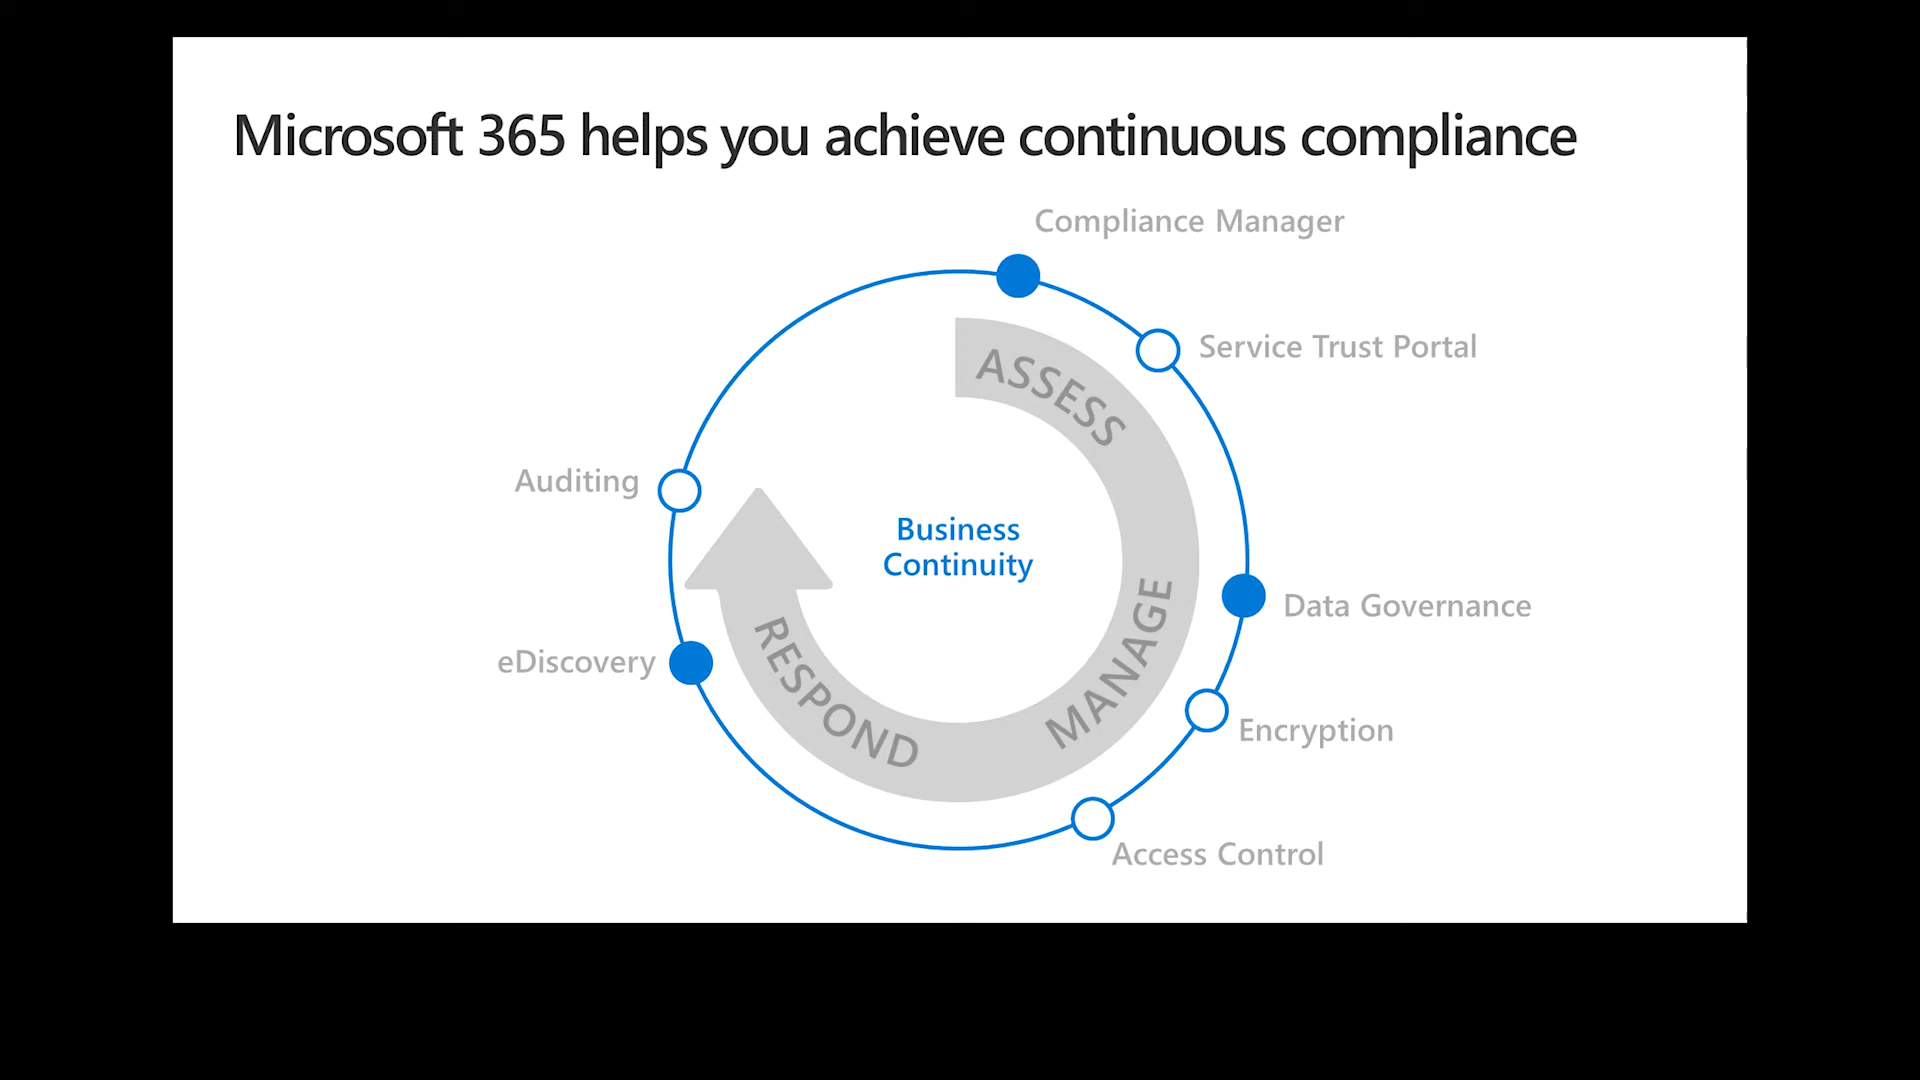 Microsoft 365 helps you achieve continuous compliance
Compliance Manager
Service Trust Portal
ASSESS
Auditing
Business
Continuity
Data Governance
MANAGE
RESPOND
eDiscovery
Encryption
Access Control